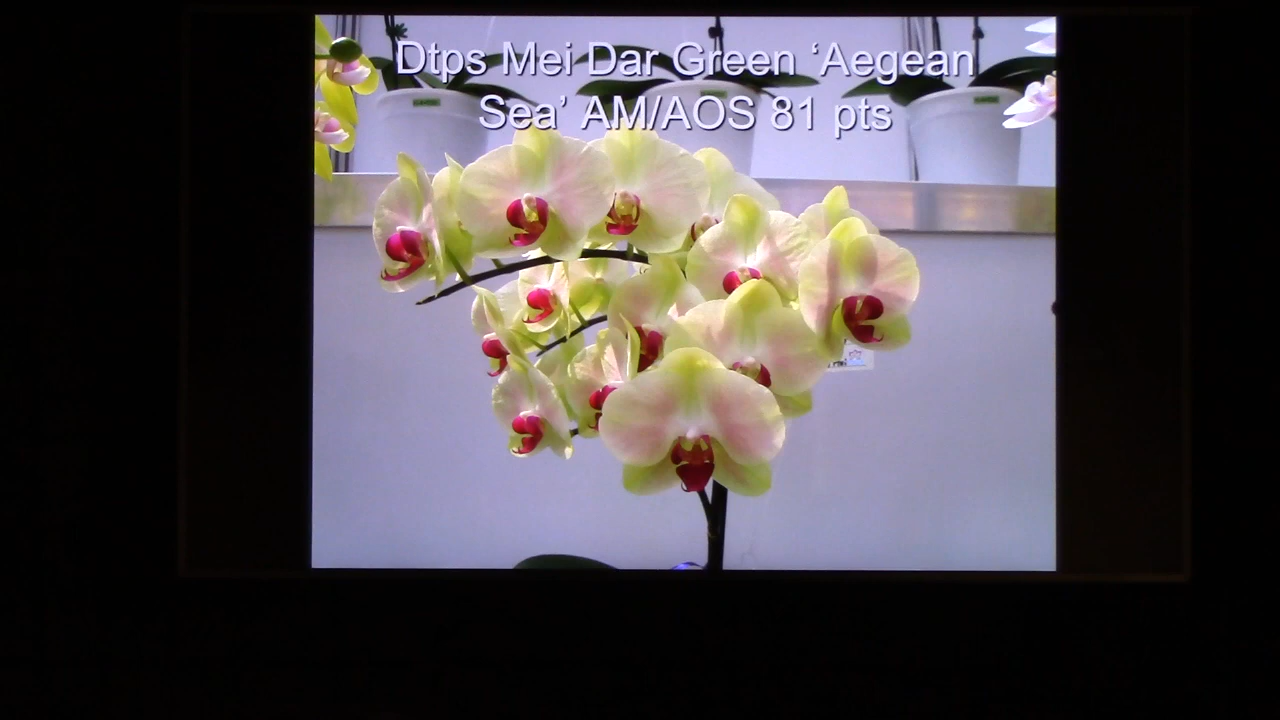 Dtps Mei Dar Green ‘Aegean
Sea’ AM/AOS 81 pts